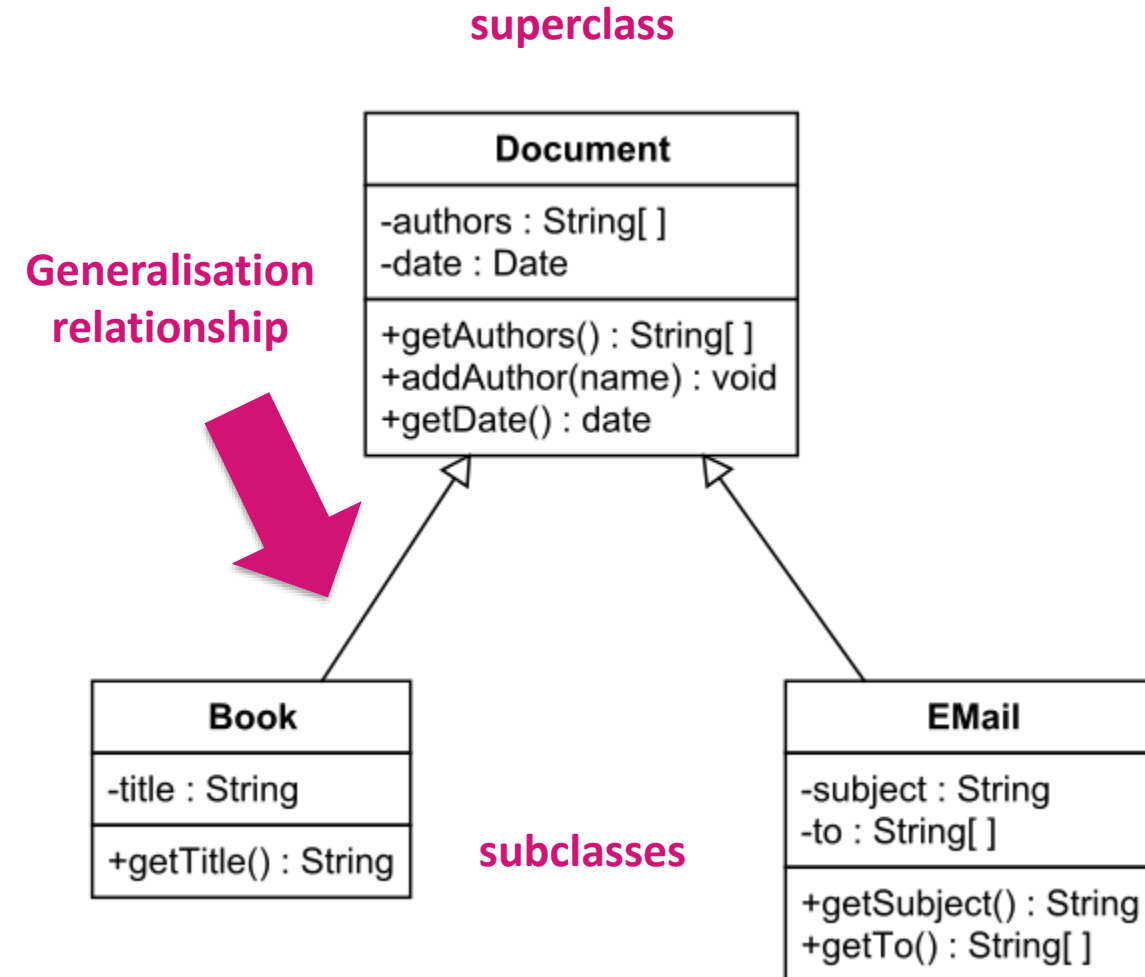 superclass
Document
-authors : String[ ]
-date : Date
+getAuthors() : String[ ]
+addAuthor(name) : void
+getDate() : date
Generalisation
relationship
Book
-title : String
+getTitle() : String
subclasses
EMail
-subject : String
-to : String[ ]
+getSubject() : String
+getTo() : String[ ]